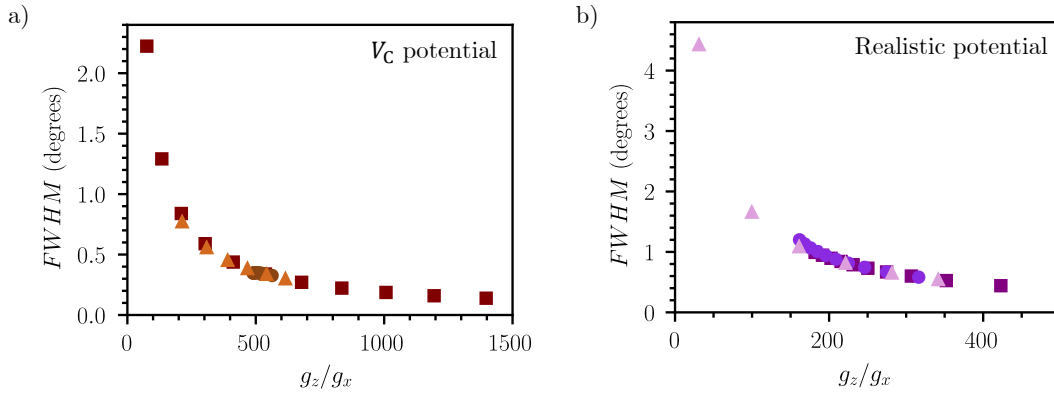 a)
V_C potential
FWHM (degrees)
2.0
1.5
1.0
0.5
0.0
0
500
1000
1500
g_z/g_x
b)
Realistic potential
FWHM (degrees)
4
3
2
1
0
0
200
400
g_z/g_x